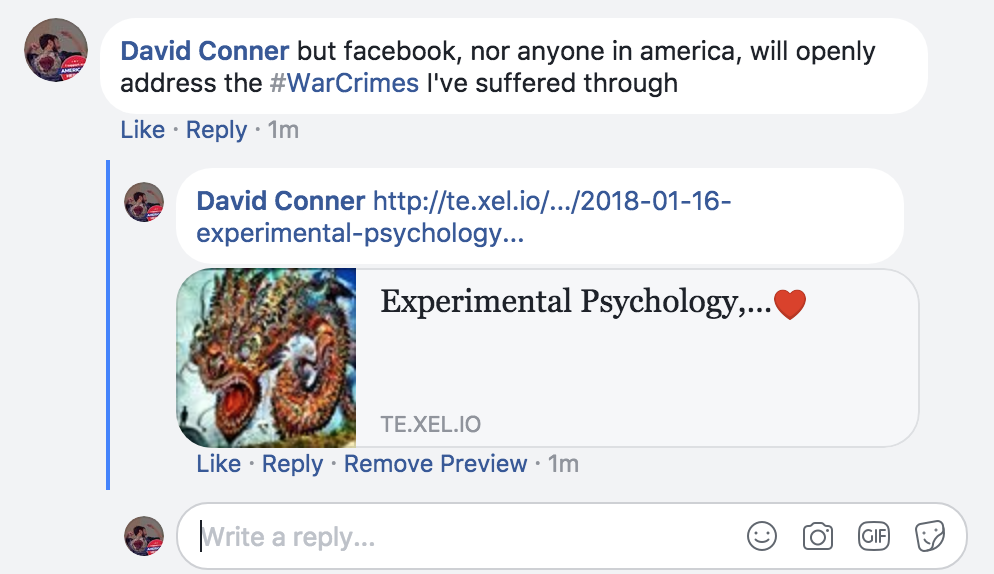 David Conner but facebook, nor anyone in america, will openly
address the #WarCrimes I've suffered through
Like · Reply · 1m
David Conner http://te.xel.io/.../2018-01-16-
experimental-psychology...
Experimental Psychology,...❤️
TE.XEL.IO
Like · Reply · Remove Preview · 1m
Write a reply...
GIF